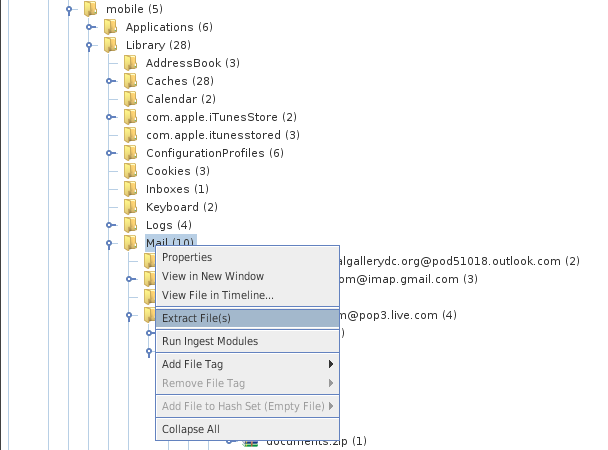 mobile (5)
Applications (6)
Library (28)
AddressBook (3)
Caches (28)
Calendar (2)
com.apple.iTunesStore (2)
com.apple.itunesstored (3)
ConfigurationProfiles (6)
Cookies (3)
Inboxes (1)
Keyboard (2)
Logs (4)
Mail (10)
Properties
algallerydc.org@pod51018.outlook.com (2)
View in New Window
om@imap.gmail.com (3)
View File in Timeline...
Extract File(s)
m@pop3.live.com (4)
)
Run Ingest Modules
Add File Tag
Remove File Tag
Add File to Hash Set (Empty File)
Collapse All
documents.zip (1)